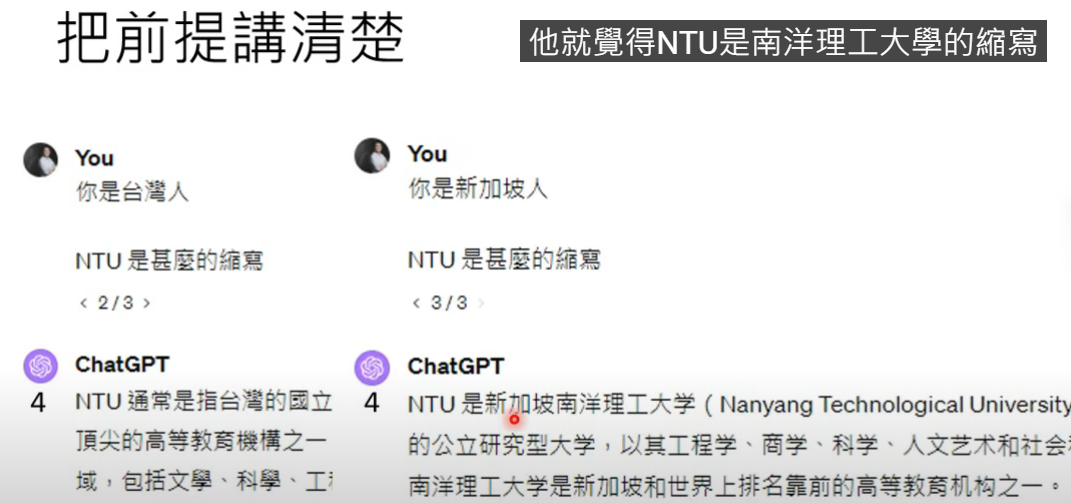 把前提講清楚
他就覺得NTU是南洋理工大學的縮寫
You
你是台灣人
NTU 是甚麼的縮寫
< 2/3 >
ChatGPT
4
NTU 通常是指台灣的國立
頂尖的高等教育機構之一
域，包括文學、科學、工
You
你是新加坡人
NTU 是甚麼的縮寫
< 3/3 >
ChatGPT
4
NTU 是新加坡南洋理工大学（Nanyang Technological University
的公立研究型大学，以其工程学、商学、科学、人文艺术和社会
南洋理工大学是新加坡和世界上排名靠前的高等教育机构之一。